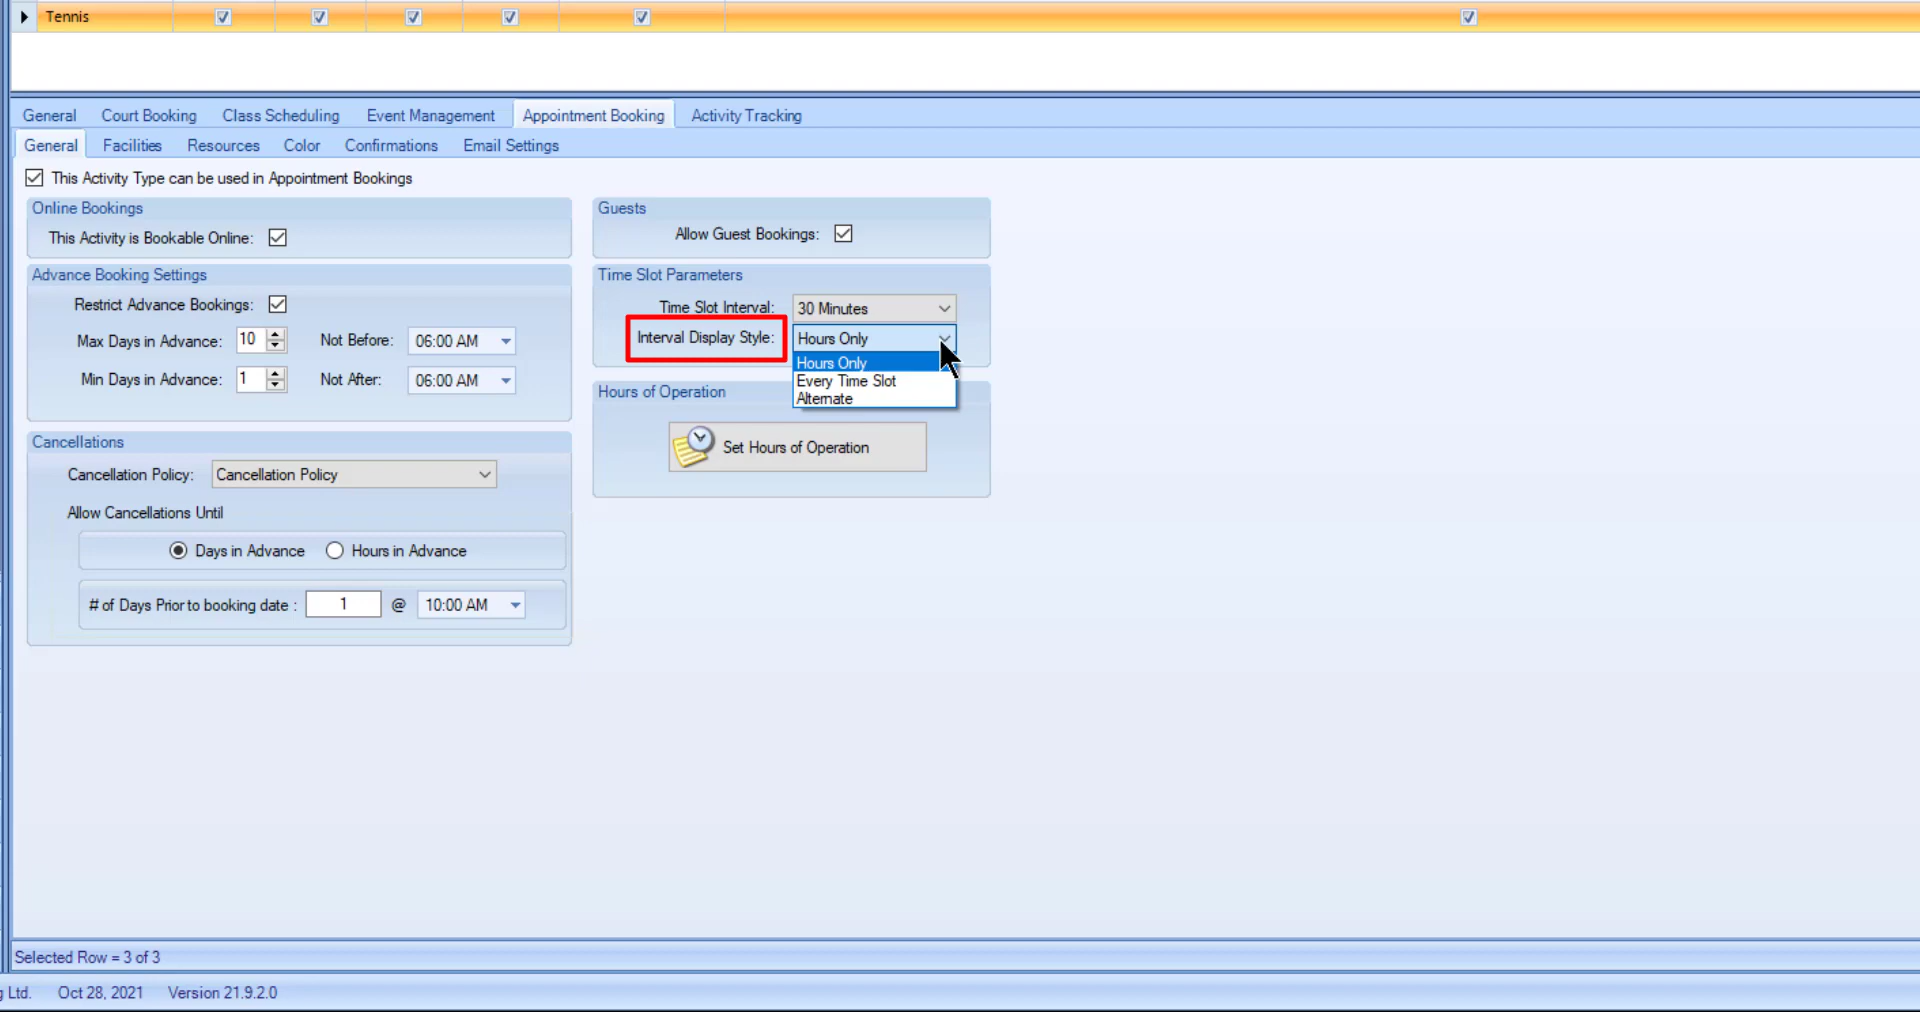 Tennis
General Court Booking Class Scheduling Event Management Appointment Booking Activity Tracking
General Facilities Resources Color Confirmations Email Settings
This Activity Type can be used in Appointment Bookings
Online Bookings
This Activity is Bookable Online:
Guests
Allow Guest Bookings:
Advance Booking Settings
Restrict Advance Bookings:
Max Days in Advance: 10 Not Before: 06:00 AM
Min Days in Advance: 1 Not After: 06:00 AM
Time Slot Parameters
Time Slot Interval: 30 Minutes
Interval Display Style: Hours Only
Hours Only
Every Time Slot
Alternate
Hours of Operation
Set Hours of Operation
Cancellations
Cancellation Policy: Cancellation Policy
Allow Cancellations Until
Days in Advance Hours in Advance
# of Days Prior to booking date : 1 @ 10:00 AM
Selected Row = 3 of 3
g Ltd. Oct 28, 2021 Version 21.9.2.0